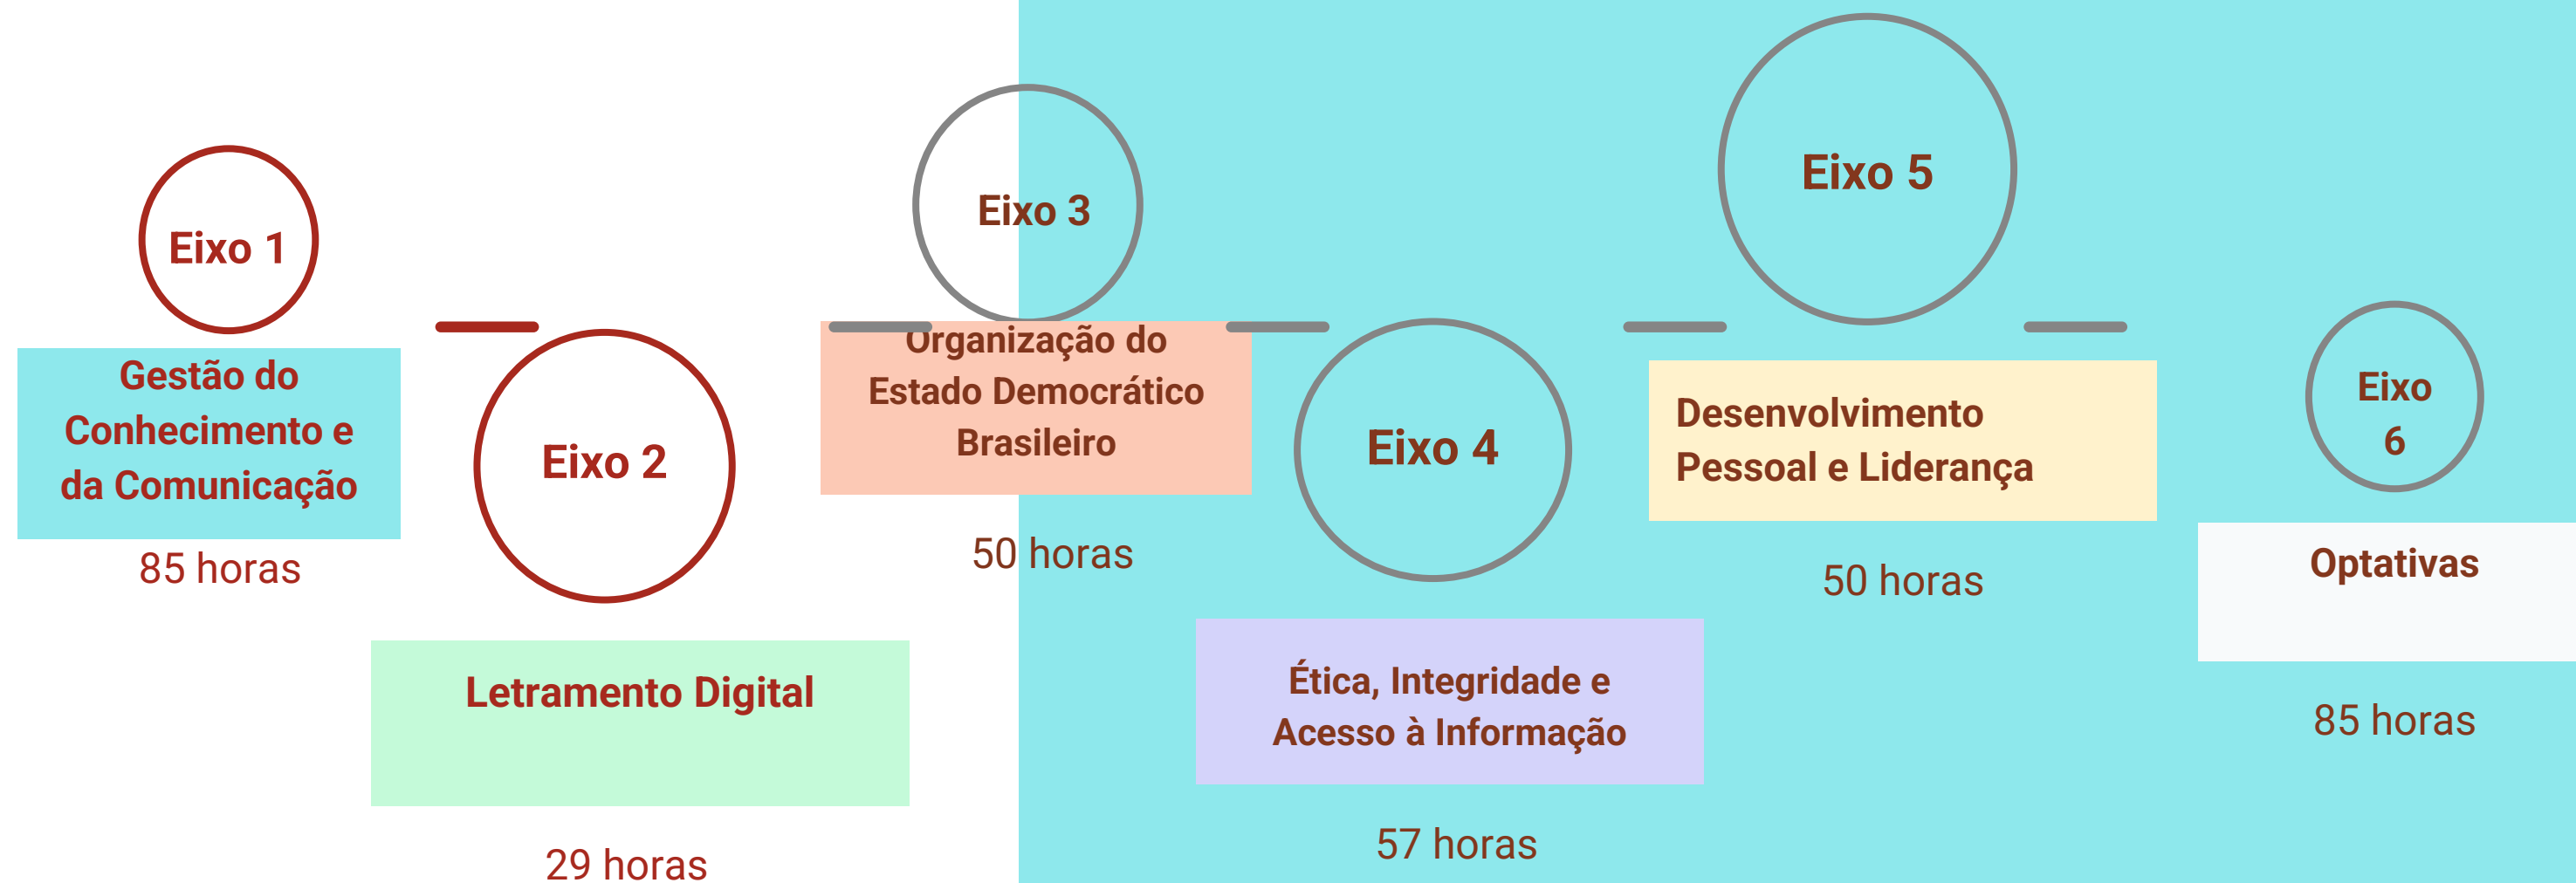 Eixo 1
Gestão do
Conhecimento e
da Comunicação
85 horas
Eixo 2
Letramento Digital
29 horas
Eixo 3
Organização do
Estado Democrático
Brasileiro
50 horas
Eixo 4
Ética, Integridade e
Acesso à Informação
57 horas
Eixo 5
Desenvolvimento
Pessoal e Liderança
50 horas
Eixo
6
Optativas
85 horas